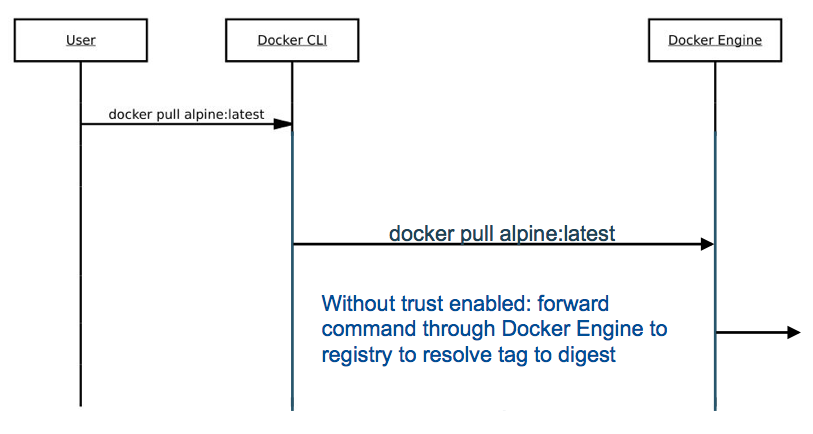 User
Docker CLI
Docker Engine
docker pull alpine:latest
docker pull alpine:latest
Without trust enabled: forward
command through Docker Engine to
registry to resolve tag to digest